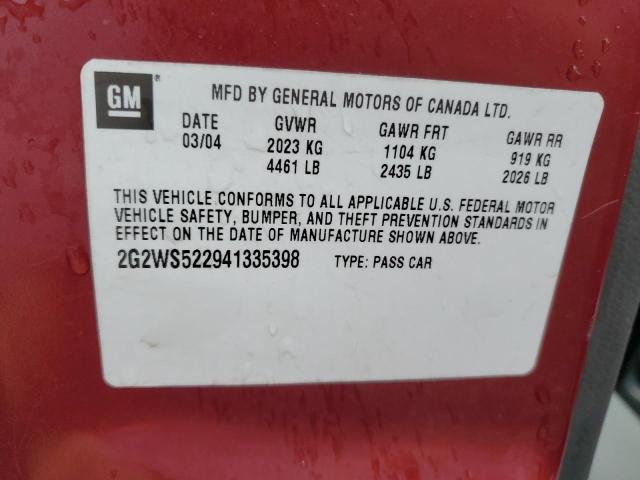 GM®
MFD BY GENERAL MOTORS OF CANADA LTD.
DATE GVWR GAWR FRT GAWR RR
03/04 2023 KG 1104 KG 919 KG
4461 LB 2435 LB 2026 LB
THIS VEHICLE CONFORMS TO ALL APPLICABLE U.S. FEDERAL MOTOR
VEHICLE SAFETY, BUMPER, AND THEFT PREVENTION STANDARDS IN
EFFECT ON THE DATE OF MANUFACTURE SHOWN ABOVE.
2G2WS522941335398 TYPE: PASS CAR